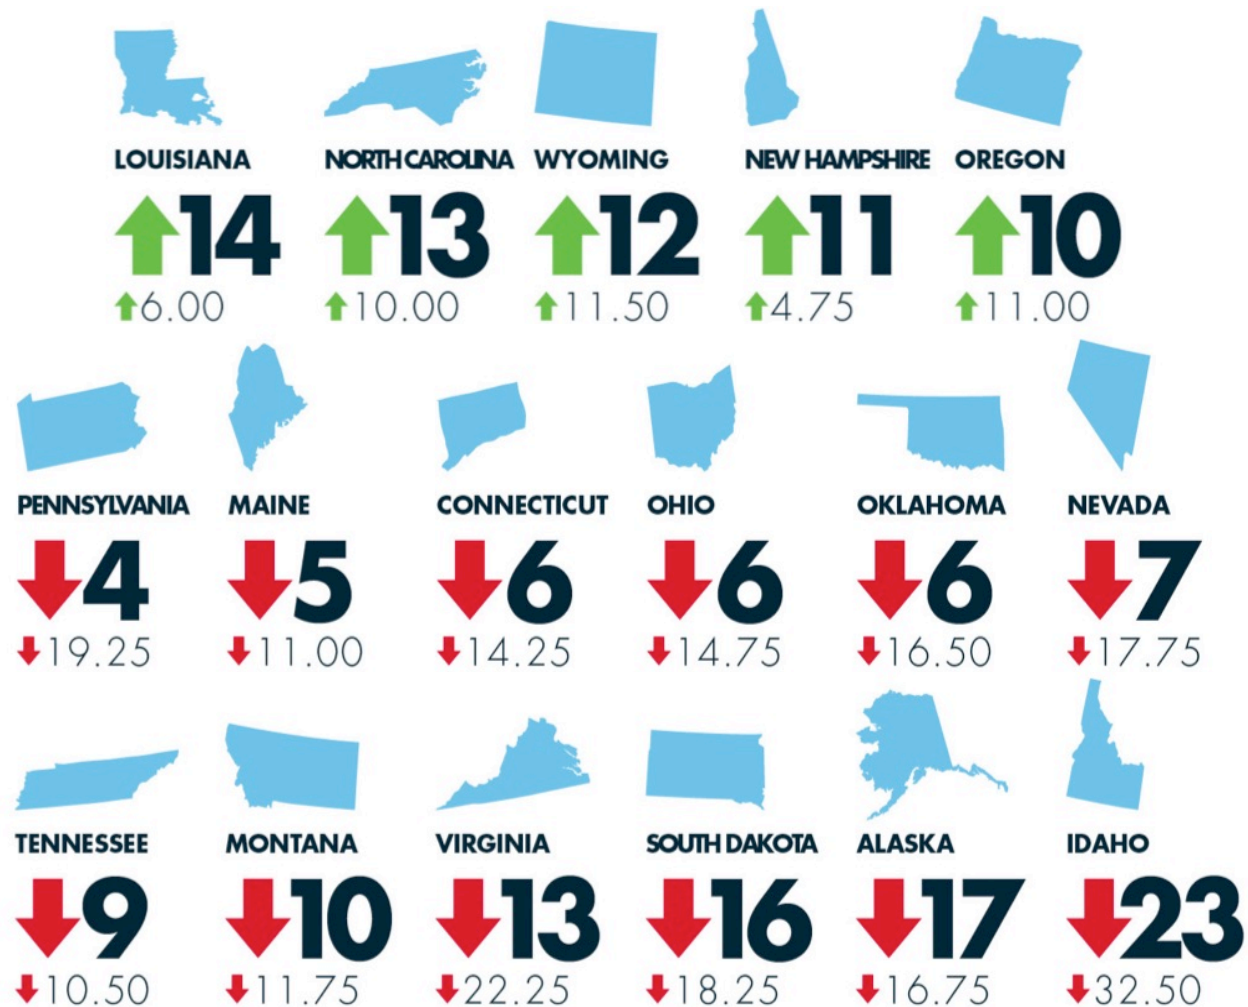 LOUISIANA NORTH CAROLINA WYOMING NEW HAMPSHIRE OREGON
14 13 12 11 10
6.00 10.00 11.50 4.75 11.00
PENNSYLVANIA MAINE CONNECTICUT OHIO OKLAHOMA NEVADA
4 5 6 6 6 7
19.25 11.00 14.25 14.75 16.50 17.75
TENNESSEE MONTANA VIRGINIA SOUTH DAKOTA ALASKA IDAHO
9 10 13 16 17 23
10.50 11.75 22.25 18.25 16.75 32.50